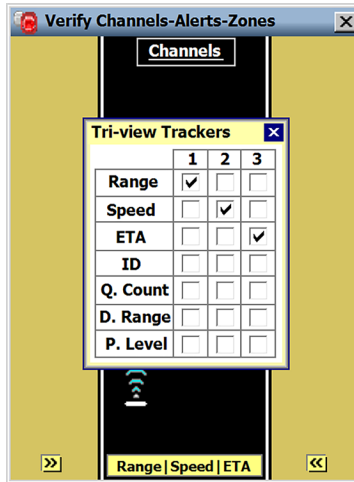 Verify Channels-Alerts-Zones
Channels
Tri-view Trackers
1 2 3
Range
Speed
ETA
ID
Q. Count
D. Range
P. Level
Range|Speed|ETA